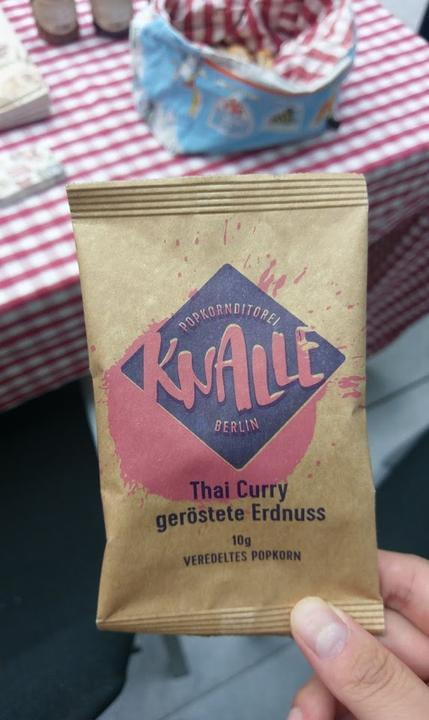 POPKORNDITOREI
KNALLE
BERLIN
Thai Curry
geröstete Erdnuss
10g
VEREDELTES POPKORN